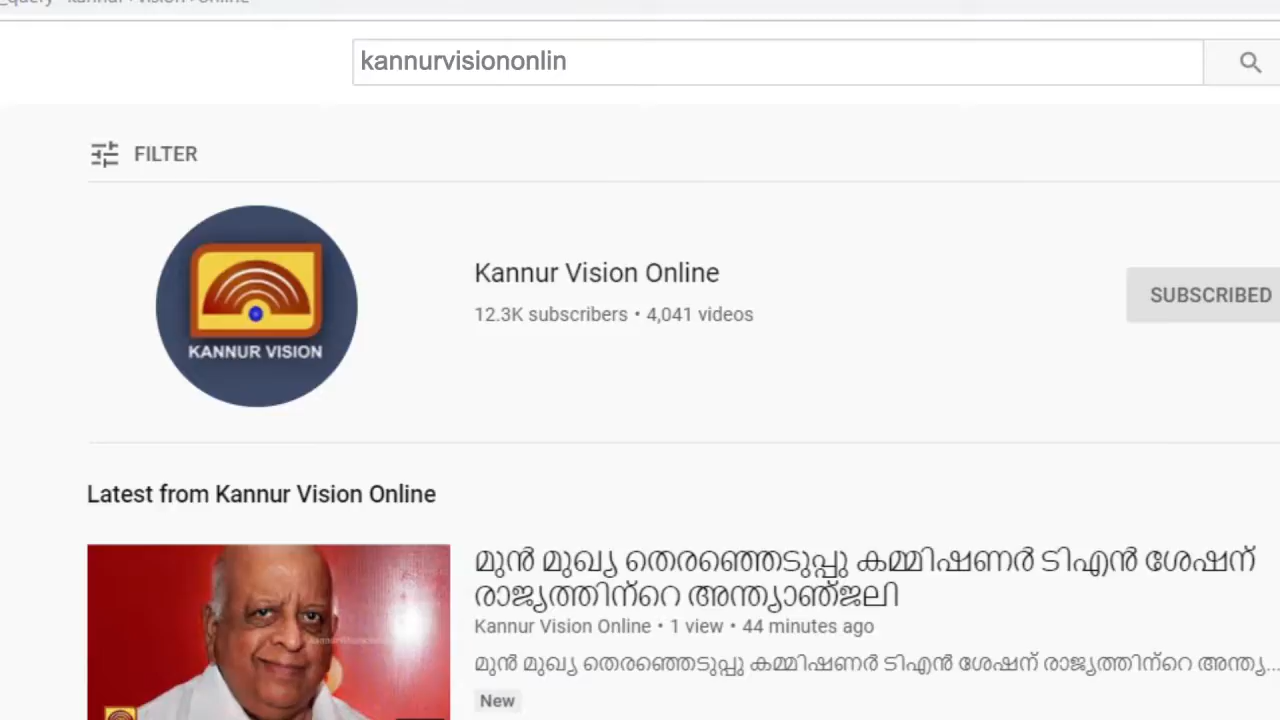 kannurvisiononlin
FILTER
KANNUR VISION
Kannur Vision Online
12.3K subscribers • 4,041 videos
SUBSCRIBED
Latest from Kannur Vision Online
മുൻ മുഖ്യ തെരഞ്ഞെടുപ്പു കമ്മിഷണർ ടിഎൻ ശേഷന്
രാജ്യത്തിന്റെ അന്ത്യാഞ്ജലി
Kannur Vision Online • 1 view • 44 minutes ago
മുൻ മുഖ്യ തെരഞ്ഞെടുപ്പു കമ്മിഷണർ ടിഎൻ ശേഷന് രാജ്യത്തിന്റെ അന്ത്യ...
New